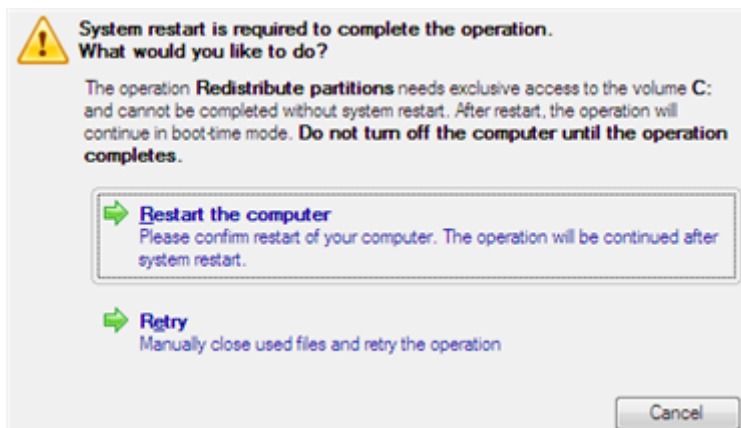 System restart is required to complete the operation.
What would you like to do?
The operation Redistribute partitions needs exclusive access to the volume C:
and cannot be completed without system restart. After restart, the operation will
continue in boot-time mode. Do not turn off the computer until the operation
completes.
Restart the computer
Please confirm restart of your computer. The operation will be continued after
system restart.
Retry
Manually close used files and retry the operation
Cancel